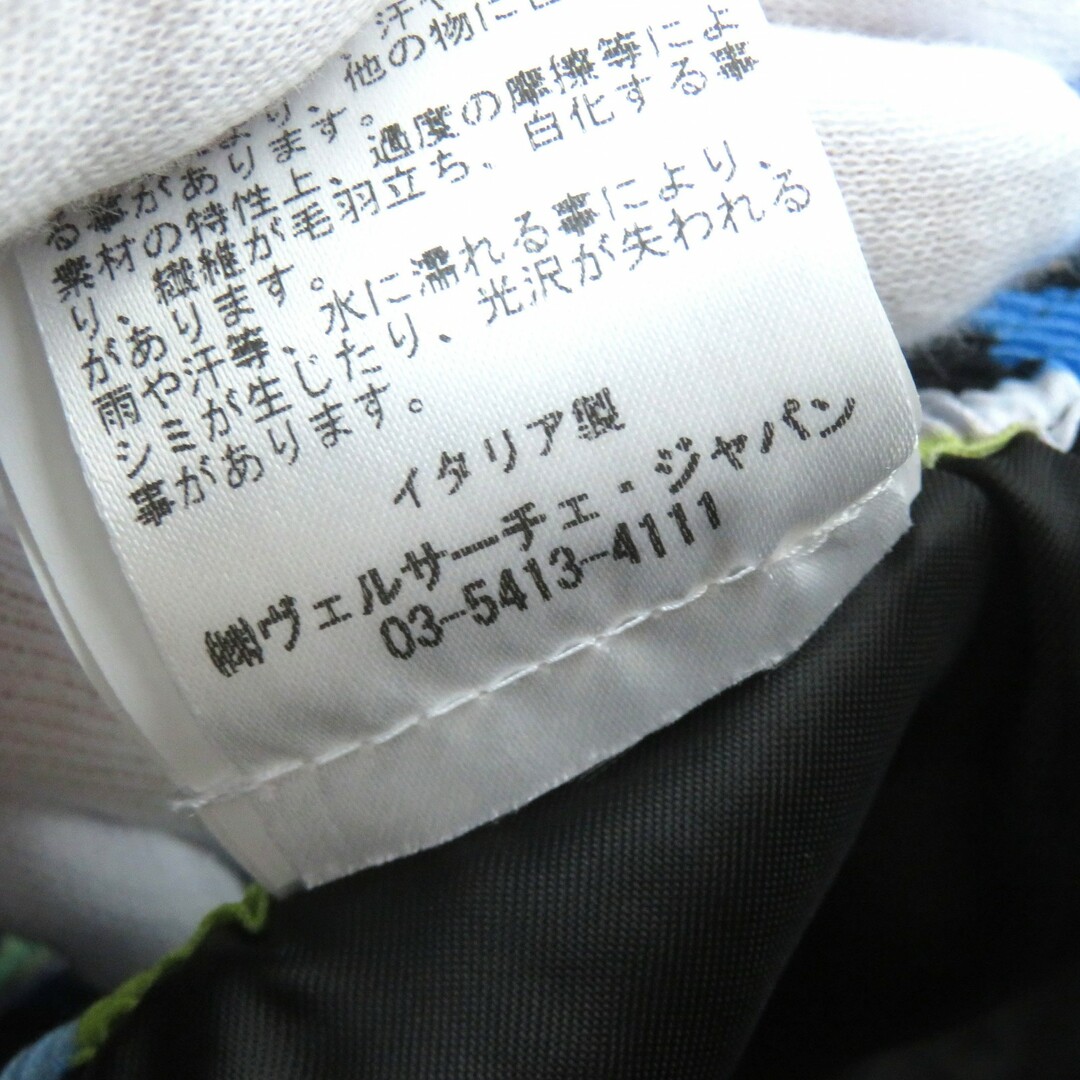 汗や
より、他の物に色
る事があります。
素材の特性上、過度の摩擦等によ
り、繊維が毛羽立ち、白化する事
があります。
雨や汗等、水に濡れる事により、
シミが生じたり、光沢が失われる
事があります。
イタリア製
㈱ヴェルサーチェ・ジャパン
03-5413-4111